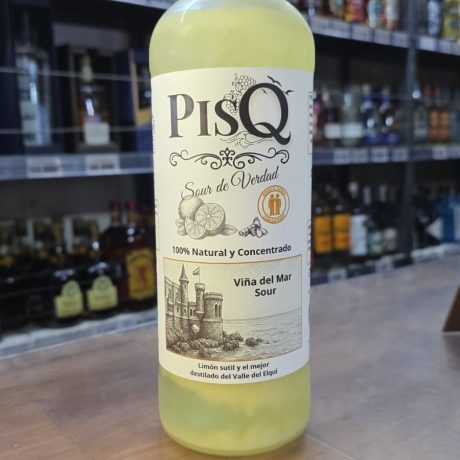 PISQ
Sour de Verdad
100% Natural y Concentrado
Viña del Mar
Sour
Limón sutil y el mejor
destilado del Valle del Elqui